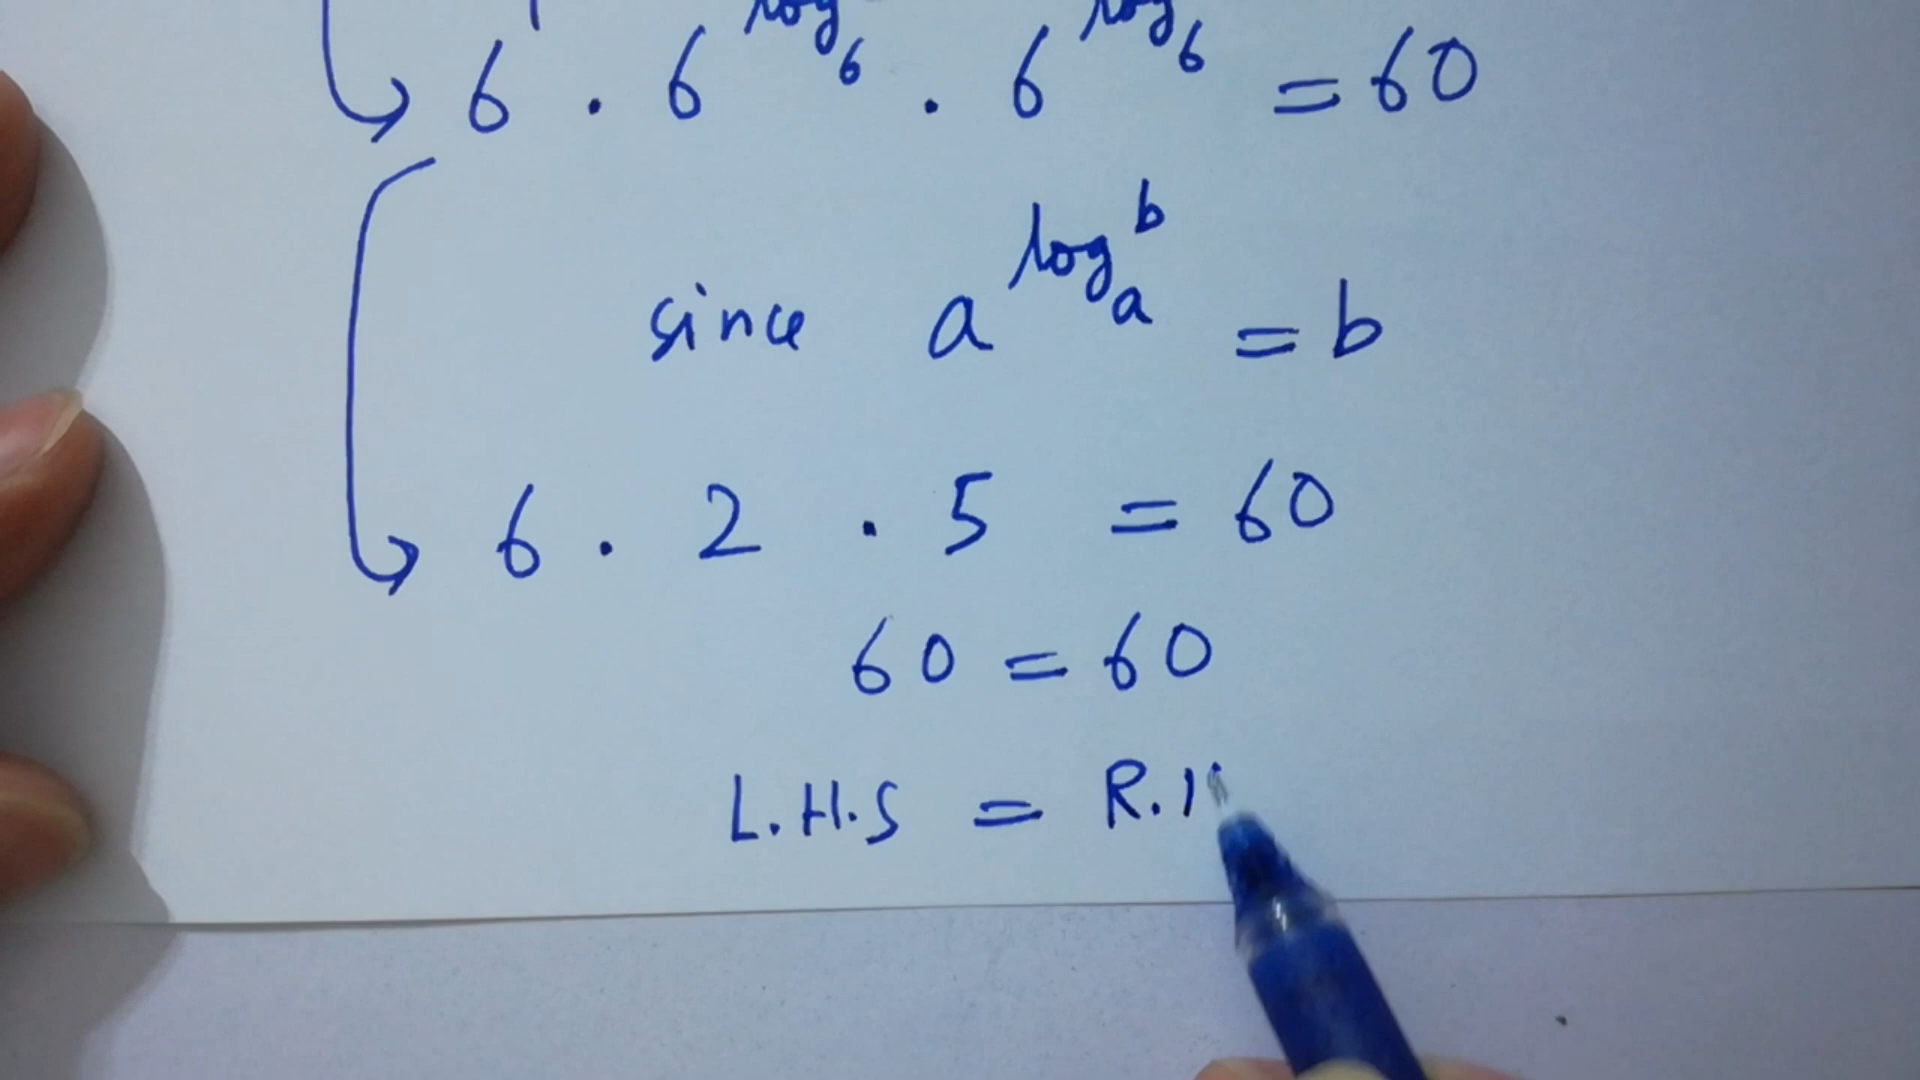 6 . 6^log_6 . 6^log_6 = 60
since a^log_a^b = b
6 . 2 . 5 = 60
60 = 60
L.H.S = R.